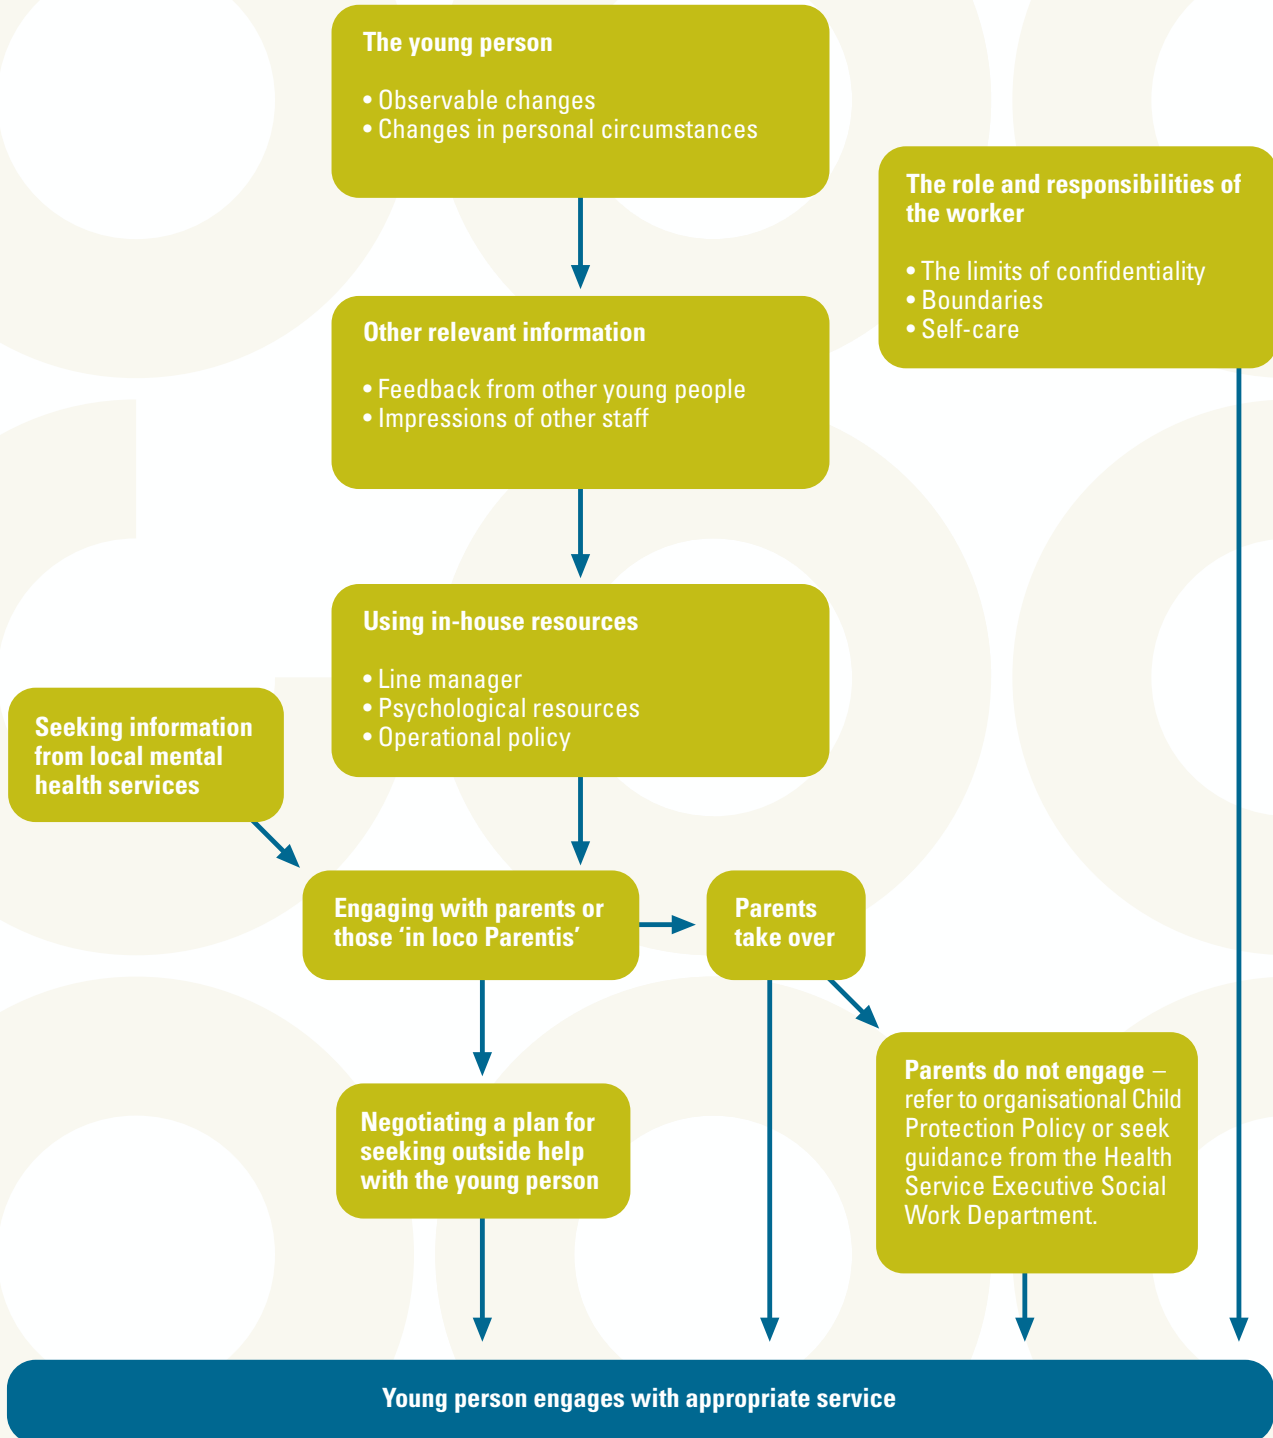 The young person
• Observable changes
• Changes in personal circumstances
The role and responsibilities of
the worker
• The limits of confidentiality
• Boundaries
• Self-care
Other relevant information
• Feedback from other young people
• Impressions of other staff
Using in-house resources
• Line manager
• Psychological resources
• Operational policy
Seeking information
from local mental
health services
Engaging with parents or
those ‘in loco Parentis’
Parents
take over
Negotiating a plan for
seeking outside help
with the young person
Parents do not engage –
refer to organisational Child
Protection Policy or seek
guidance from the Health
Service Executive Social
Work Department.
Young person engages with appropriate service